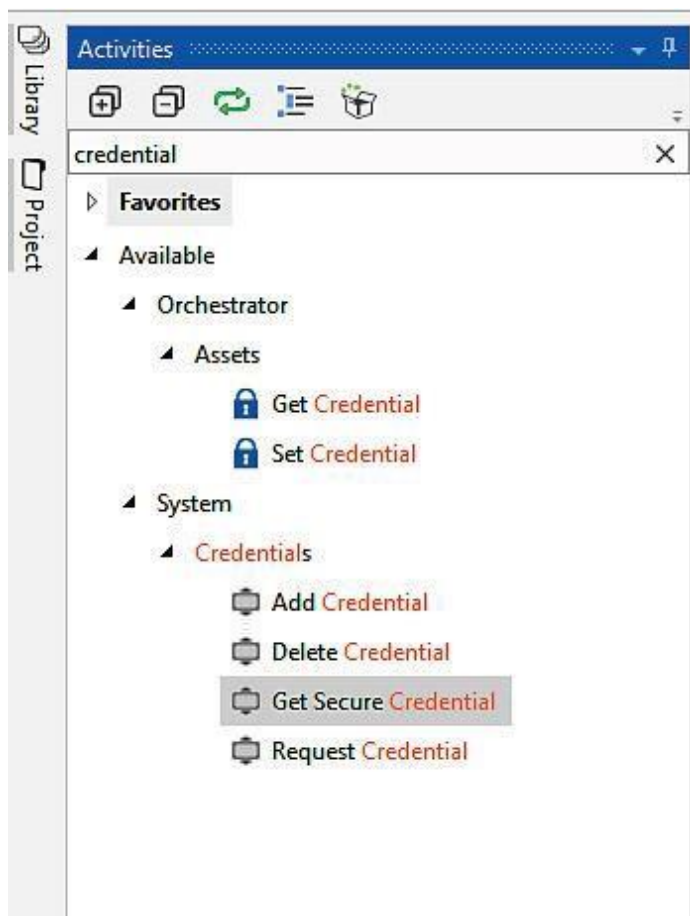 Library
Project
Activities
credential
Favorites
Available
Orchestrator
Assets
Get Credential
Set Credential
System
Credentials
Add Credential
Delete Credential
Get Secure Credential
Request Credential